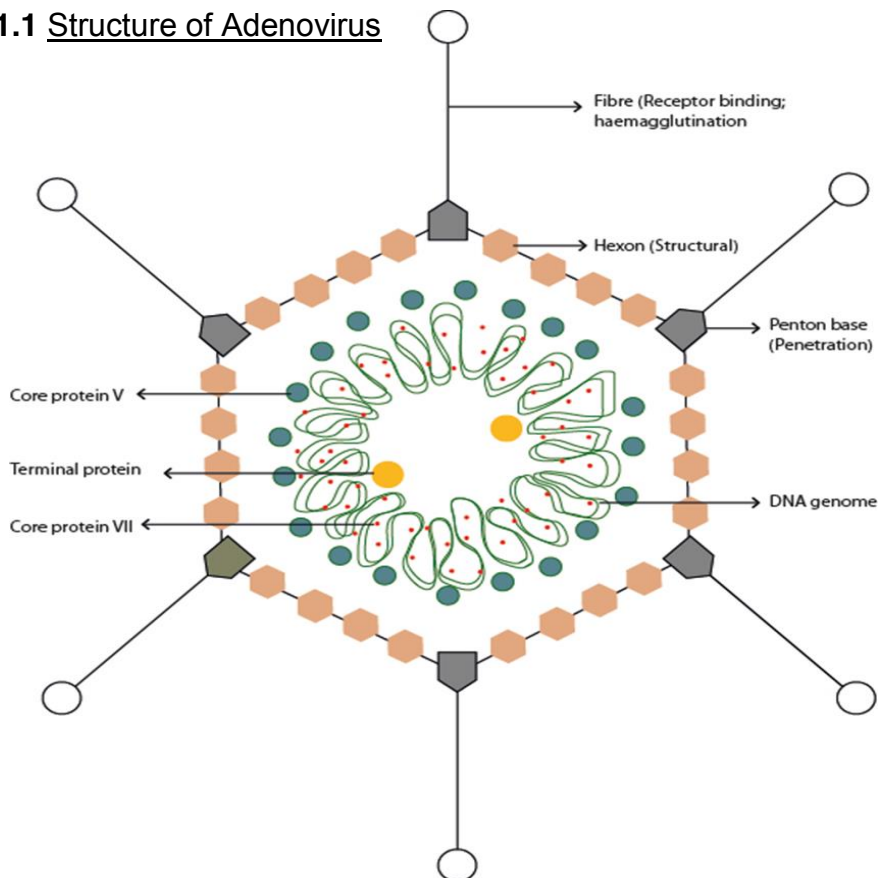 1.1 Structure of Adenovirus
Fibre (Receptor binding;
haemagglutination
Hexon (Structural)
Penton base
(Penetration)
Core protein V
Terminal protein
DNA genome
Core protein VII